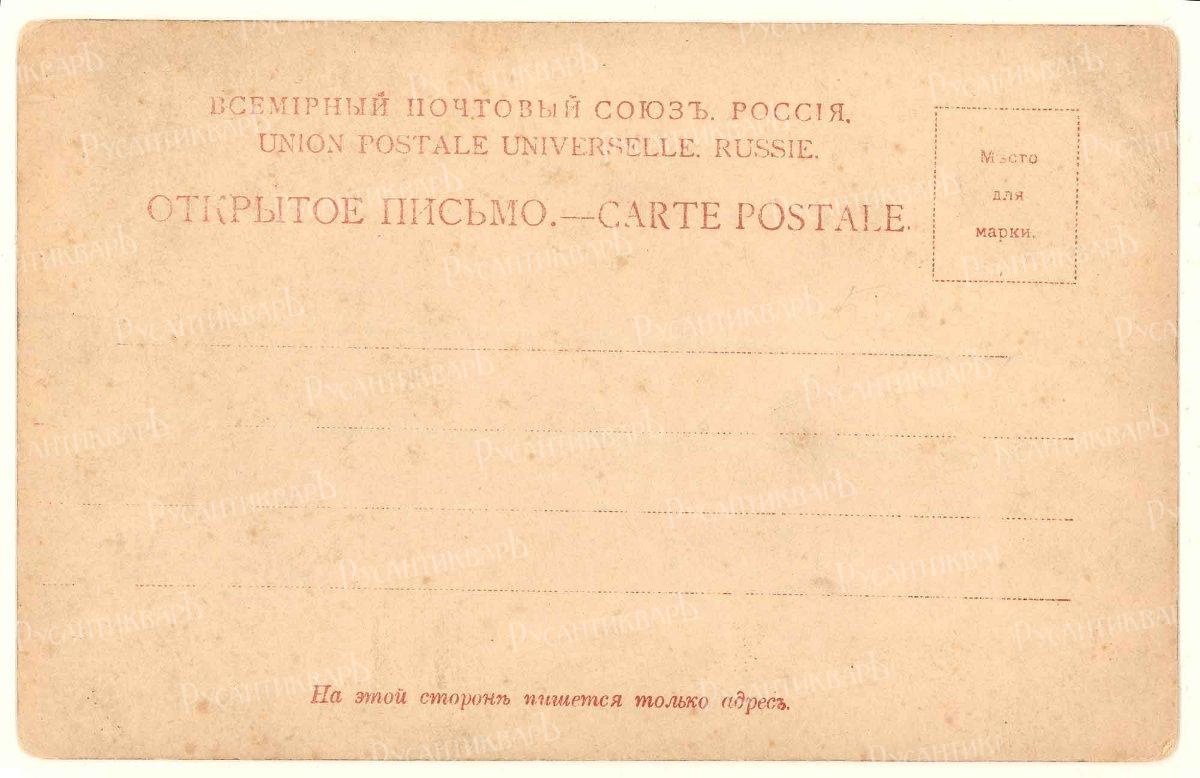 ВСЕМІРНЫЙ ПОЧТОВЫЙ СОЮЗЪ. РОССІЯ.
UNION POSTALE UNIVERSELLE. RUSSIE.
ОТКРЫТОЕ ПИСЬМО.—CARTE POSTALE.
Мѣсто
для
марки.
На этой сторонѣ пишется только адресъ.
РУСАНТИКВАРЪ